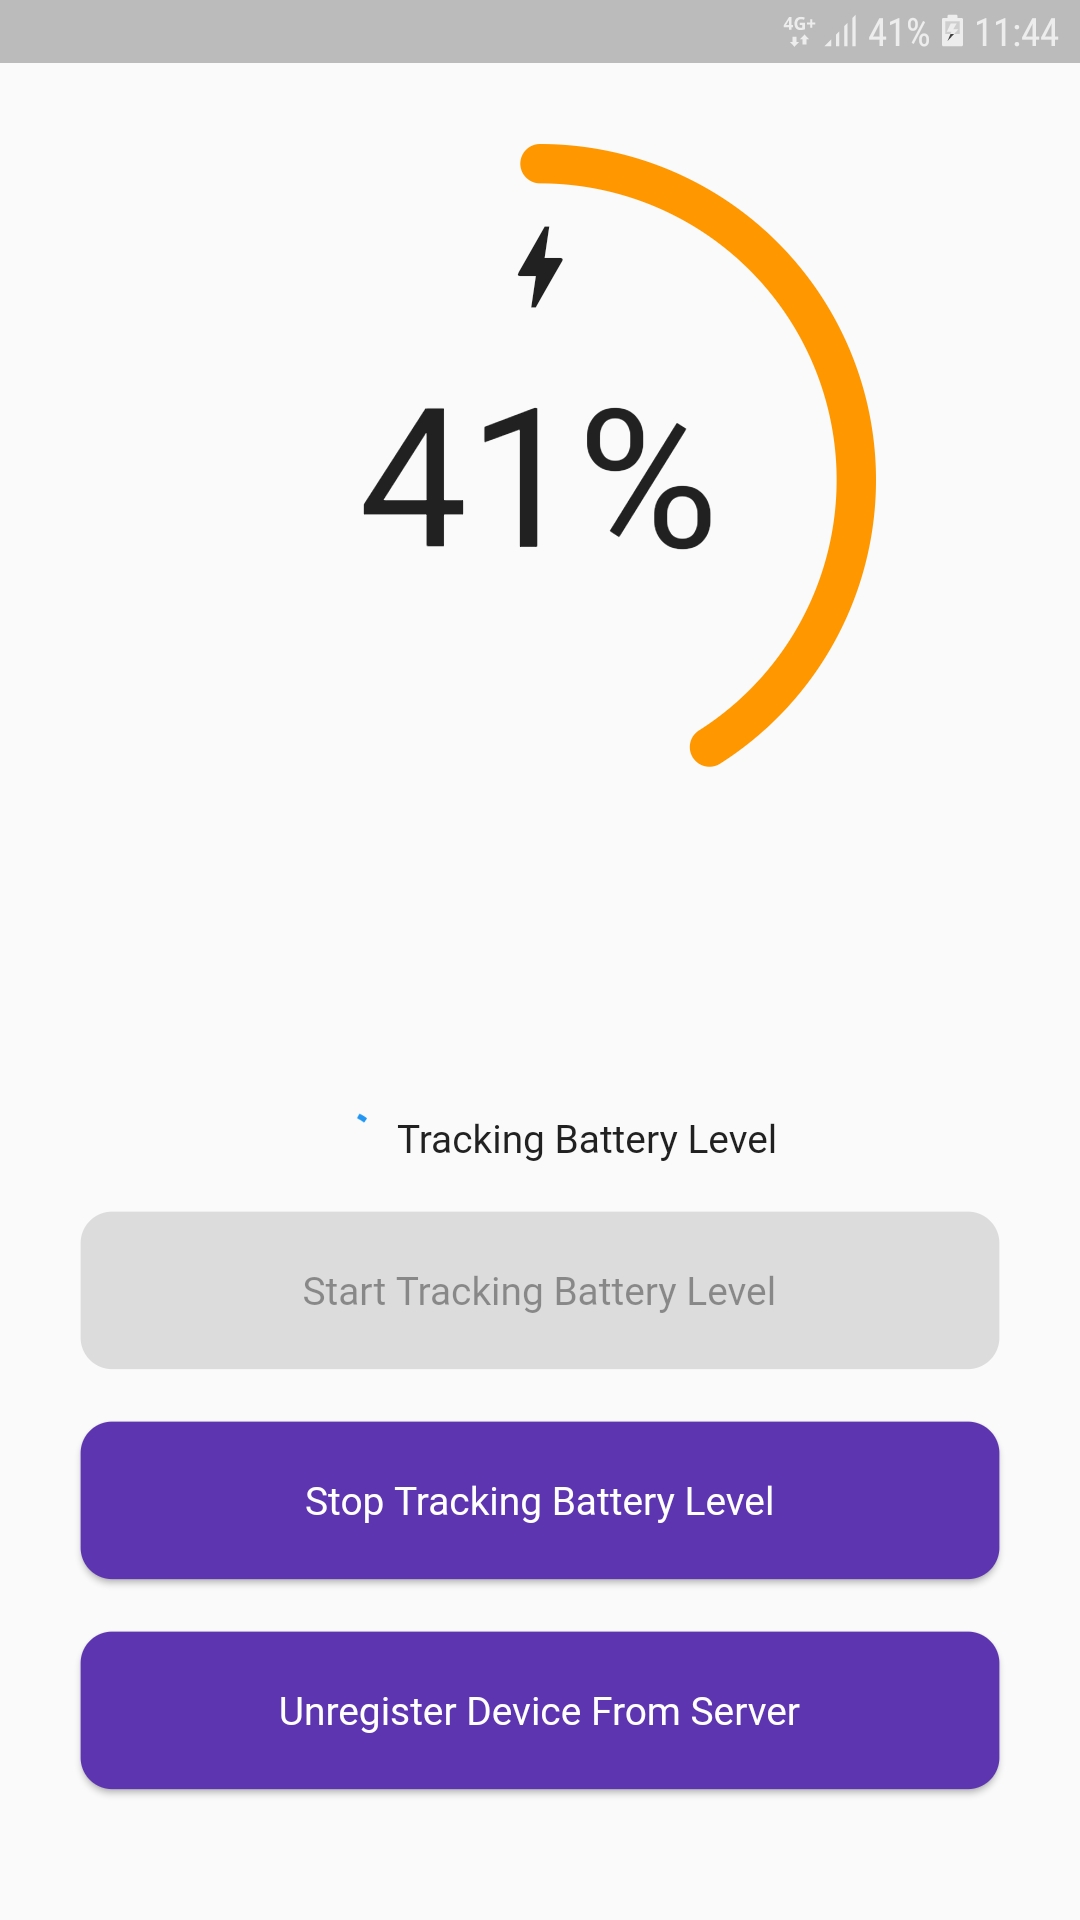 4G+ 41% 11:44
41%
Tracking Battery Level
Start Tracking Battery Level
Stop Tracking Battery Level
Unregister Device From Server